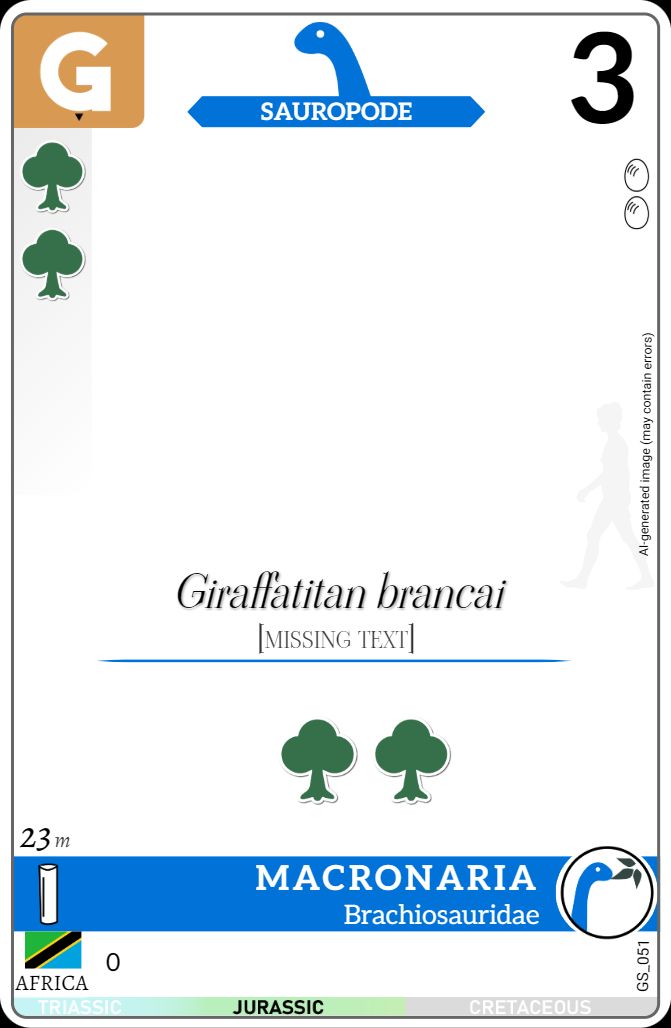 G
SAUROPODE
3
AI-generated image (may contain errors)
Giraffatitan brancai
[MISSING TEXT]
23 m
MACRONARIA
Brachiosauridae
0
AFRICA
GS_051
TRIASSIC JURASSIC CRETACEOUS